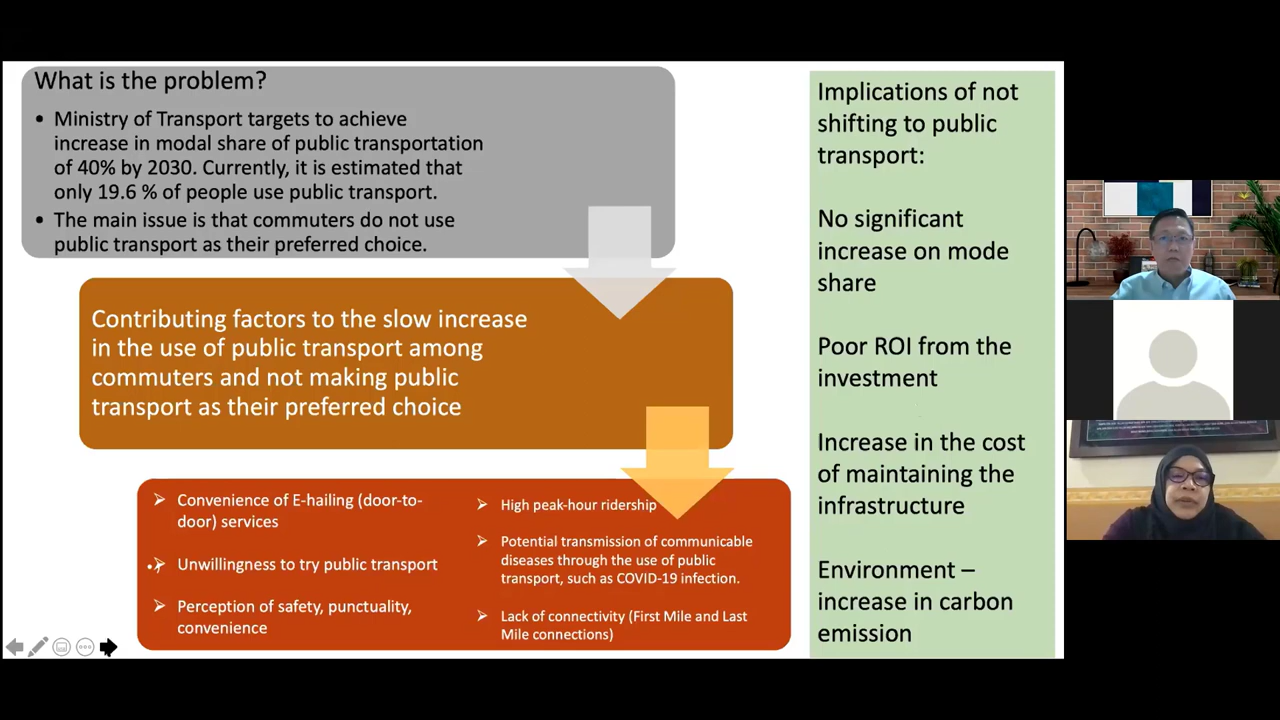 What is the problem?
• Ministry of Transport targets to achieve
increase in modal share of public transportation
of 40% by 2030. Currently, it is estimated that
only 19.6 % of people use public transport.
• The main issue is that commuters do not use
public transport as their preferred choice.
Contributing factors to the slow increase
in the use of public transport among
commuters and not making public
transport as their preferred choice
Convenience of E-hailing (door-to-
door) services
Unwillingness to try public transport
Perception of safety, punctuality,
convenience
High peak-hour ridership
Potential transmission of communicable
diseases through the use of public
transport, such as COVID-19 infection.
Lack of connectivity (First Mile and Last
Mile connections)
Implications of not
shifting to public
transport:
No significant
increase on mode
share
Poor ROI from the
investment
Increase in the cost
of maintaining the
infrastructure
Environment –
increase in carbon
emission